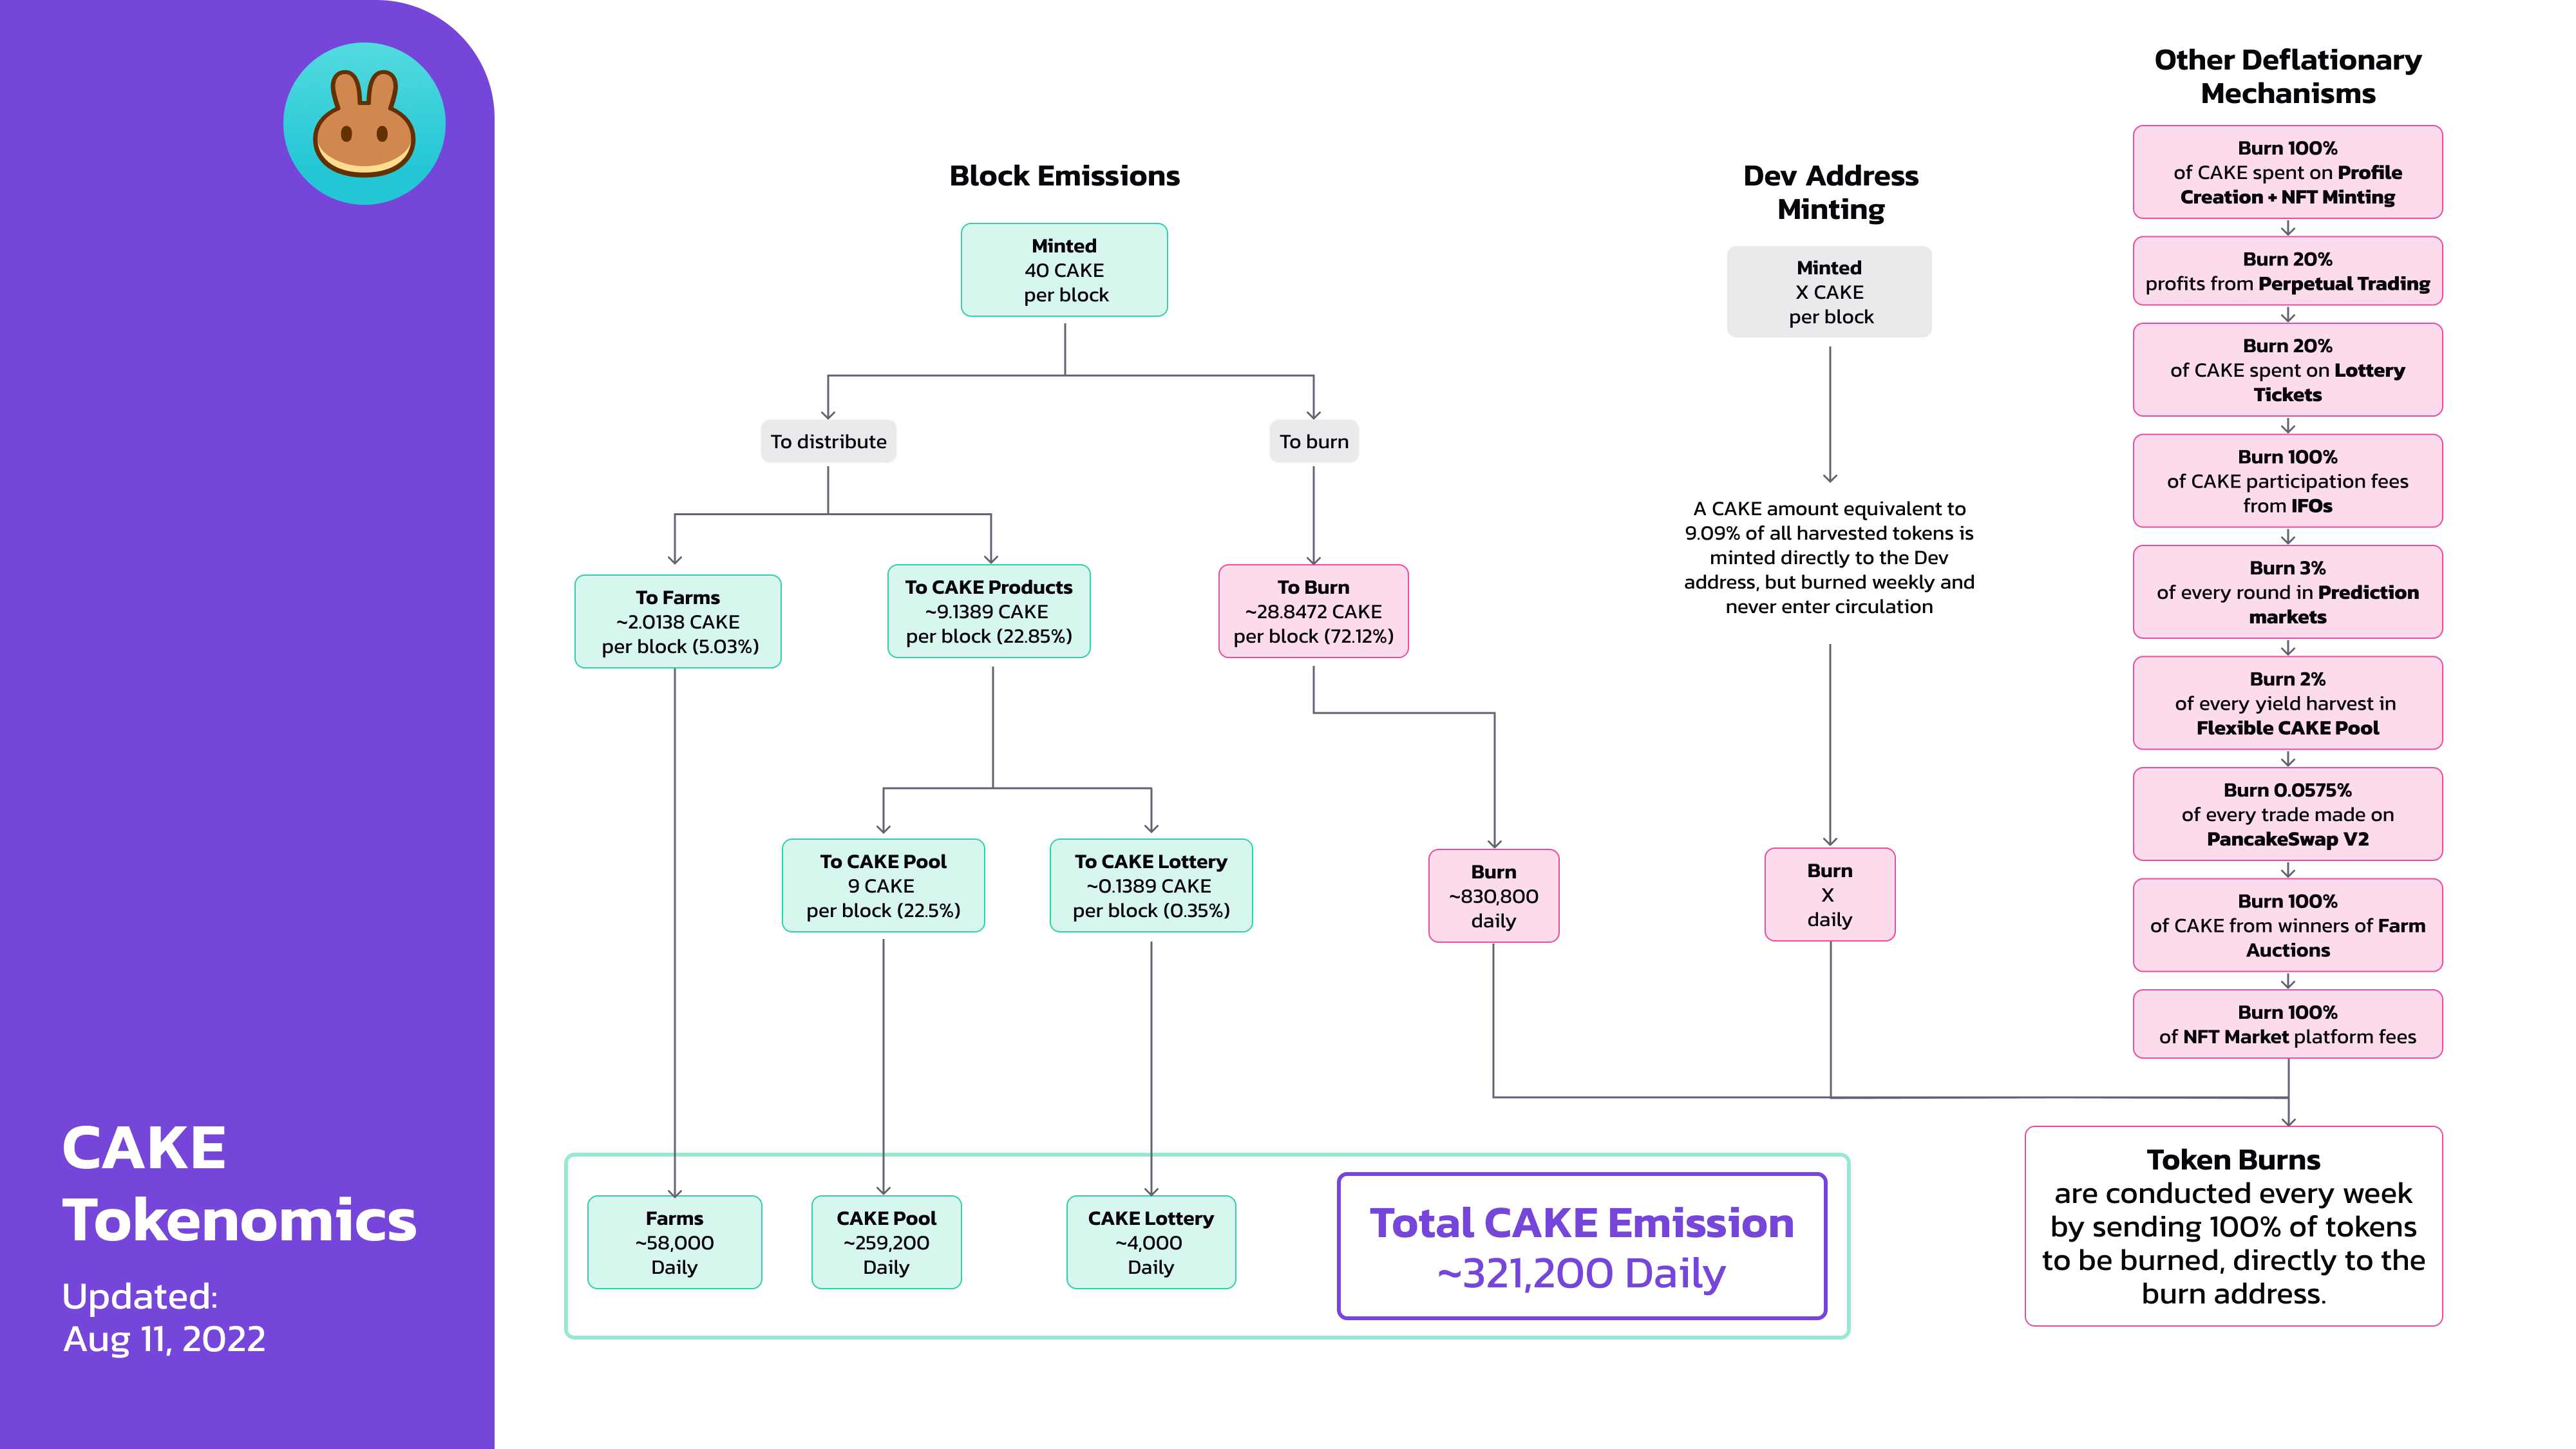 CAKE
Tokenomics
Updated:
Aug 11, 2022
Block Emissions
Minted
40 CAKE
per block
To distribute
To burn
To Farms
~2.0138 CAKE
per block (5.03%)
To CAKE Products
~9.1389 CAKE
per block (22.85%)
To Burn
~28.8472 CAKE
per block (72.12%)
To CAKE Pool
9 CAKE
per block (22.5%)
To CAKE Lottery
~0.1389 CAKE
per block (0.35%)
Burn
~830,800
daily
Farms
~58,000
Daily
CAKE Pool
~259,200
Daily
CAKE Lottery
~4,000
Daily
Total CAKE Emission
~321,200 Daily
Dev Address
Minting
Minted
X CAKE
per block
A CAKE amount equivalent to
9.09% of all harvested tokens is
minted directly to the Dev
address, but burned weekly and
never enter circulation
Burn
X
daily
Other Deflationary
Mechanisms
Burn 100%
of CAKE spent on Profile
Creation + NFT Minting
Burn 20%
profits from Perpetual Trading
Burn 20%
of CAKE spent on Lottery
Tickets
Burn 100%
of CAKE participation fees
from IFOs
Burn 3%
of every round in Prediction
markets
Burn 2%
of every yield harvest in
Flexible CAKE Pool
Burn 0.0575%
of every trade made on
PancakeSwap V2
Burn 100%
of CAKE from winners of Farm
Auctions
Burn 100%
of NFT Market platform fees
Token Burns
are conducted every week
by sending 100% of tokens
to be burned, directly to the
burn address.